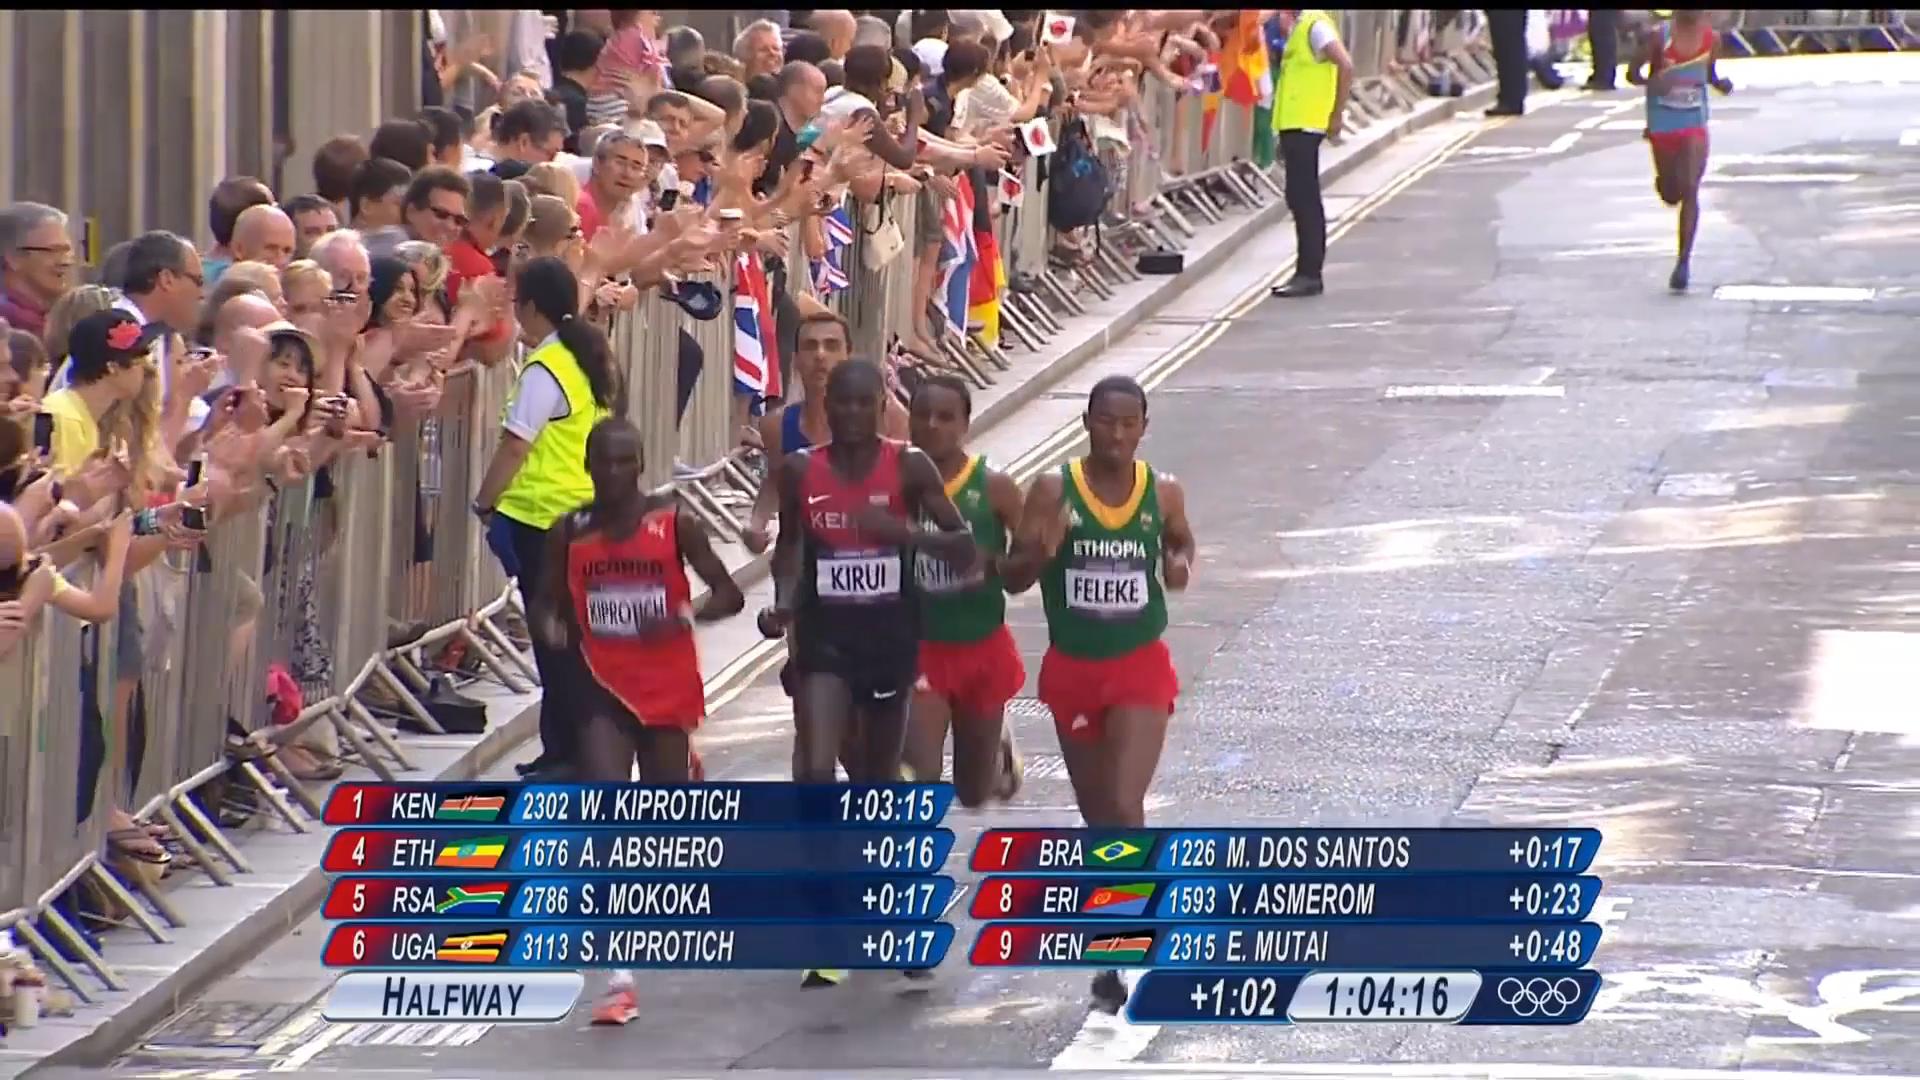 UGANDA
KIPROTICH
KIRUI
ETHIOPIA
FELEKE
1 KEN 2302 W. KIPROTICH 1:03:15
4 ETH 1676 A. ABSHERO +0:16
5 RSA 2786 S. MOKOKA +0:17
6 UGA 3113 S. KIPROTICH +0:17
7 BRA 1226 M. DOS SANTOS +0:17
8 ERI 1593 Y. ASMEROM +0:23
9 KEN 2315 E. MUTAI +0:48
HALFWAY
+1:02 1:04:16